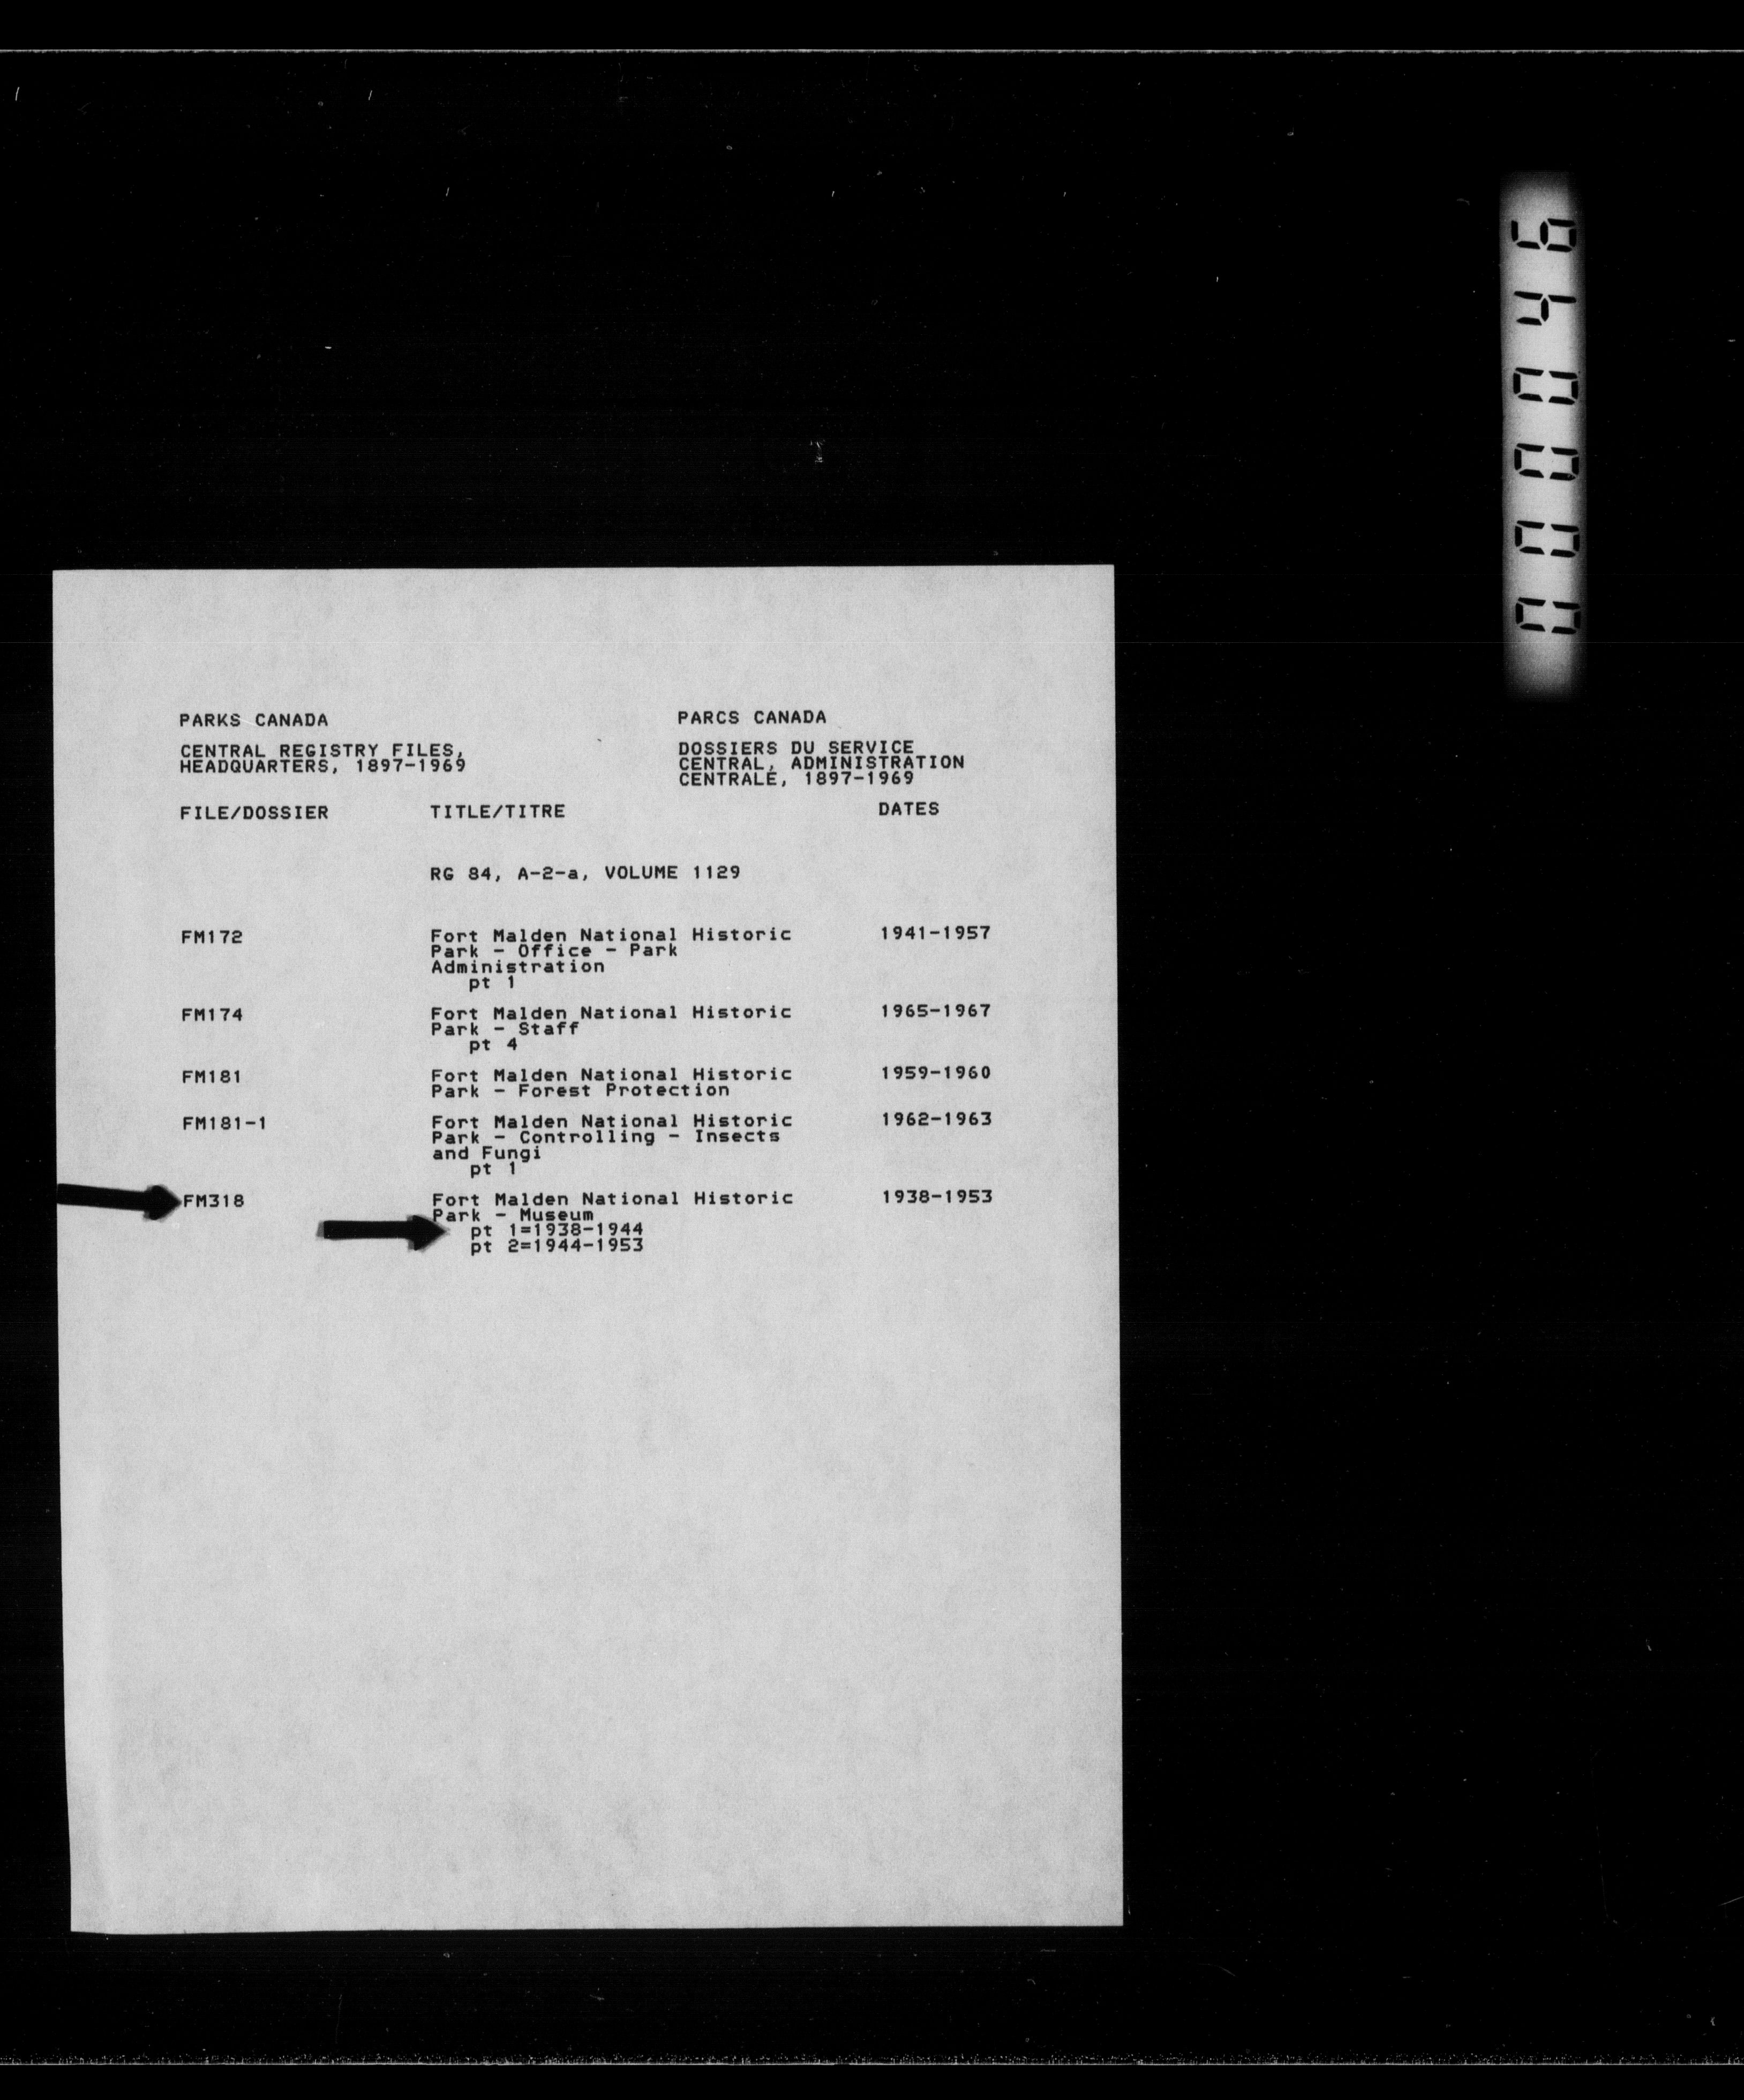 PARKS CANADA
CENTRAL REGISTRY FILES,
HEADQUARTERS, 1897-1969
PARCS CANADA
DOSSIERS DU SERVICE
CENTRAL, ADMINISTRATION
CENTRALE, 1897-1969
FILE/DOSSIER TITLE/TITRE DATES
RG 84, A-2-a, VOLUME 1129
FM172 Fort Malden National Historic 1941-1957
Park - Office - Park
Administration
pt 1
FM174 Fort Malden National Historic 1965-1967
Park - Staff
pt 4
FM181 Fort Malden National Historic 1959-1960
Park - Forest Protection
FM181-1 Fort Malden National Historic 1962-1963
Park - Controlling - Insects
and Fungi
pt 1
FM318 Fort Malden National Historic 1938-1953
Park - Museum
pt 1=1938-1944
pt 2=1944-1953
000046